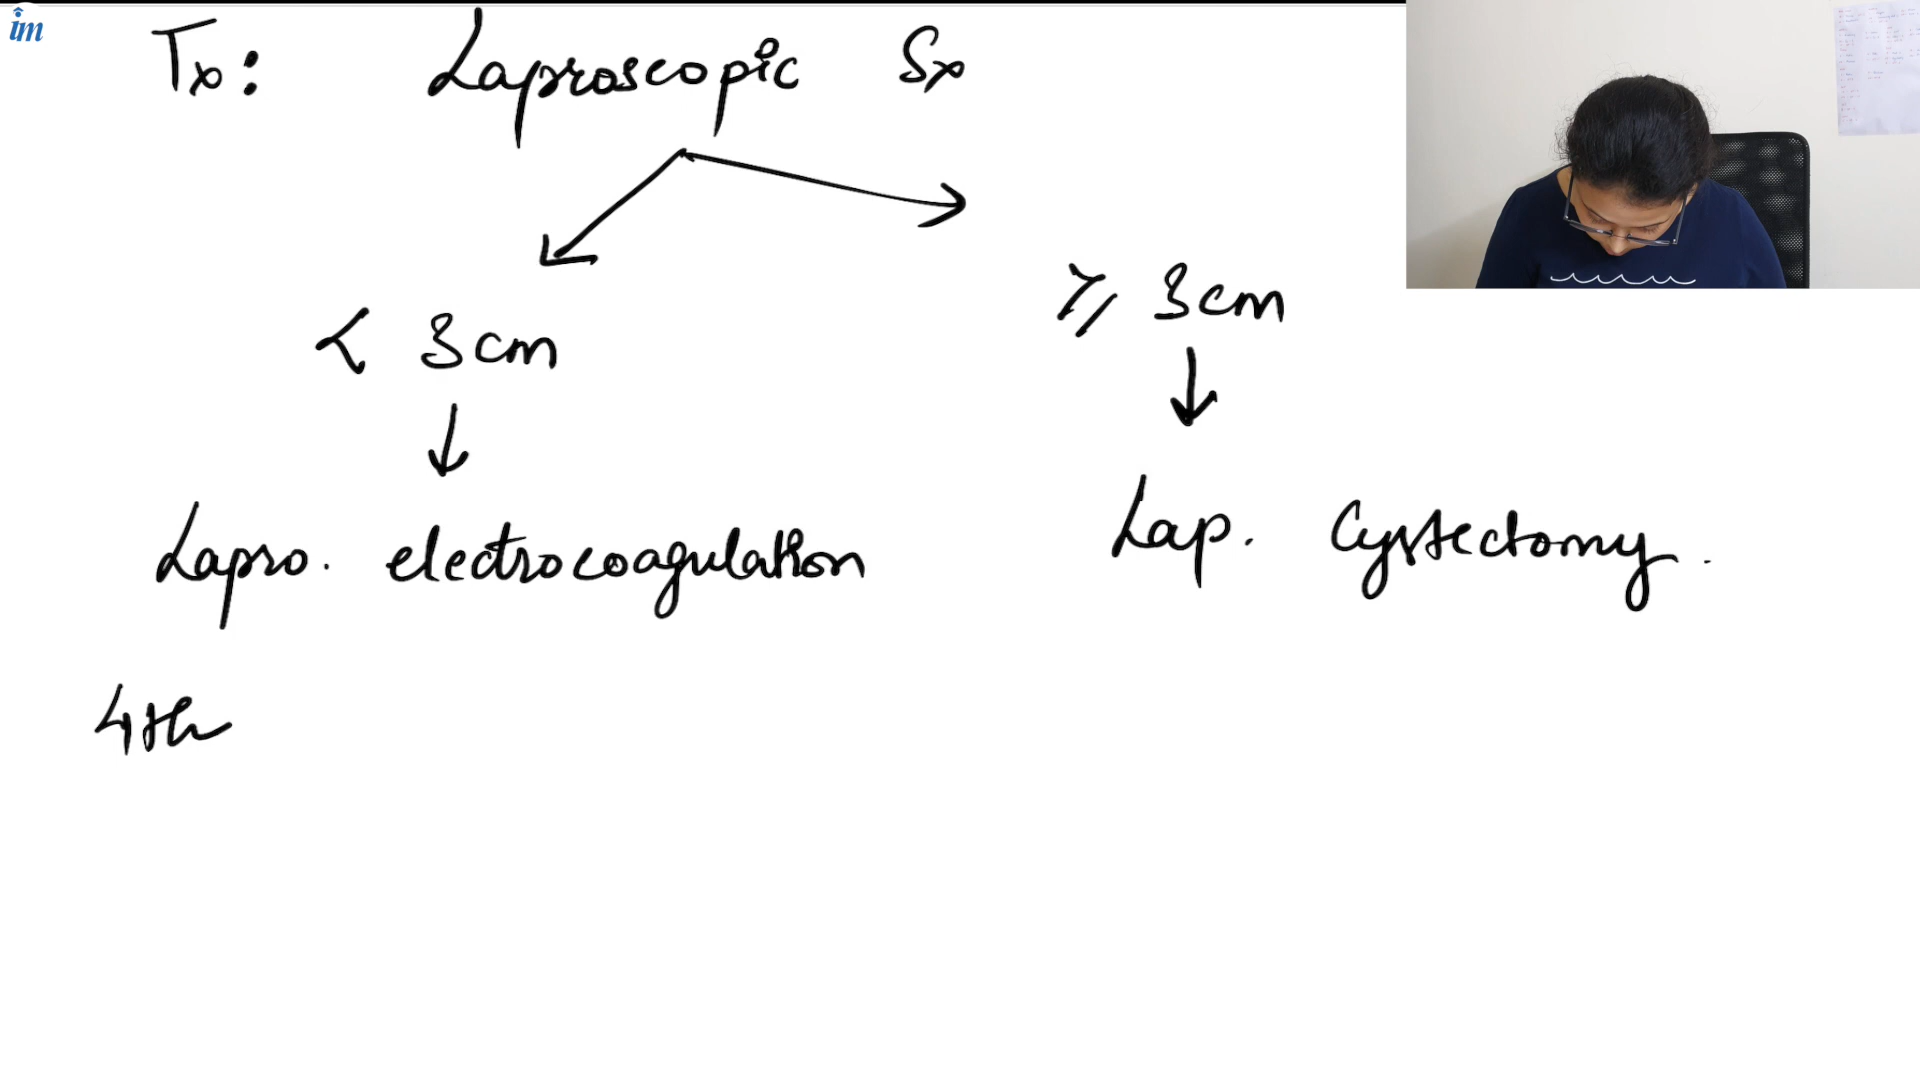 im
Tx: Laproscopic Sx
< 3cm
≥ 3cm
Lapro. electrocoagulation
Lap. Cystectomy.
4th